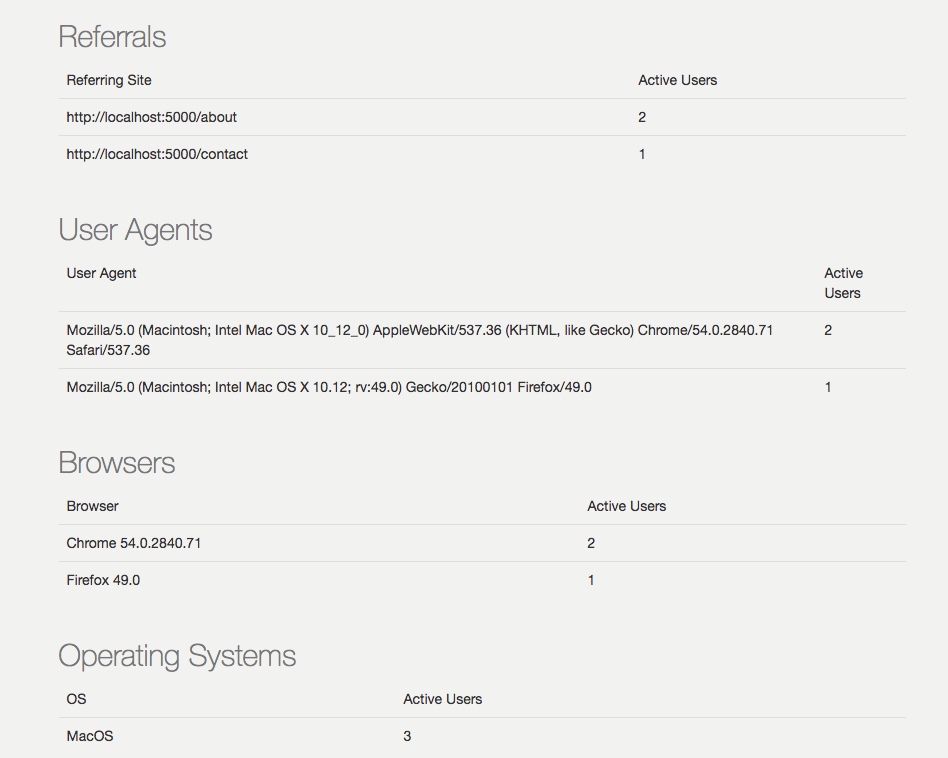 Referrals
Referring Site Active Users
http://localhost:5000/about 2
http://localhost:5000/contact 1
User Agents
User Agent Active
Users
Mozilla/5.0 (Macintosh; Intel Mac OS X 10_12_0) AppleWebKit/537.36 (KHTML, like Gecko) Chrome/54.0.2840.71 2
Safari/537.36
Mozilla/5.0 (Macintosh; Intel Mac OS X 10.12; rv:49.0) Gecko/20100101 Firefox/49.0 1
Browsers
Browser Active Users
Chrome 54.0.2840.71 2
Firefox 49.0 1
Operating Systems
OS Active Users
MacOS 3